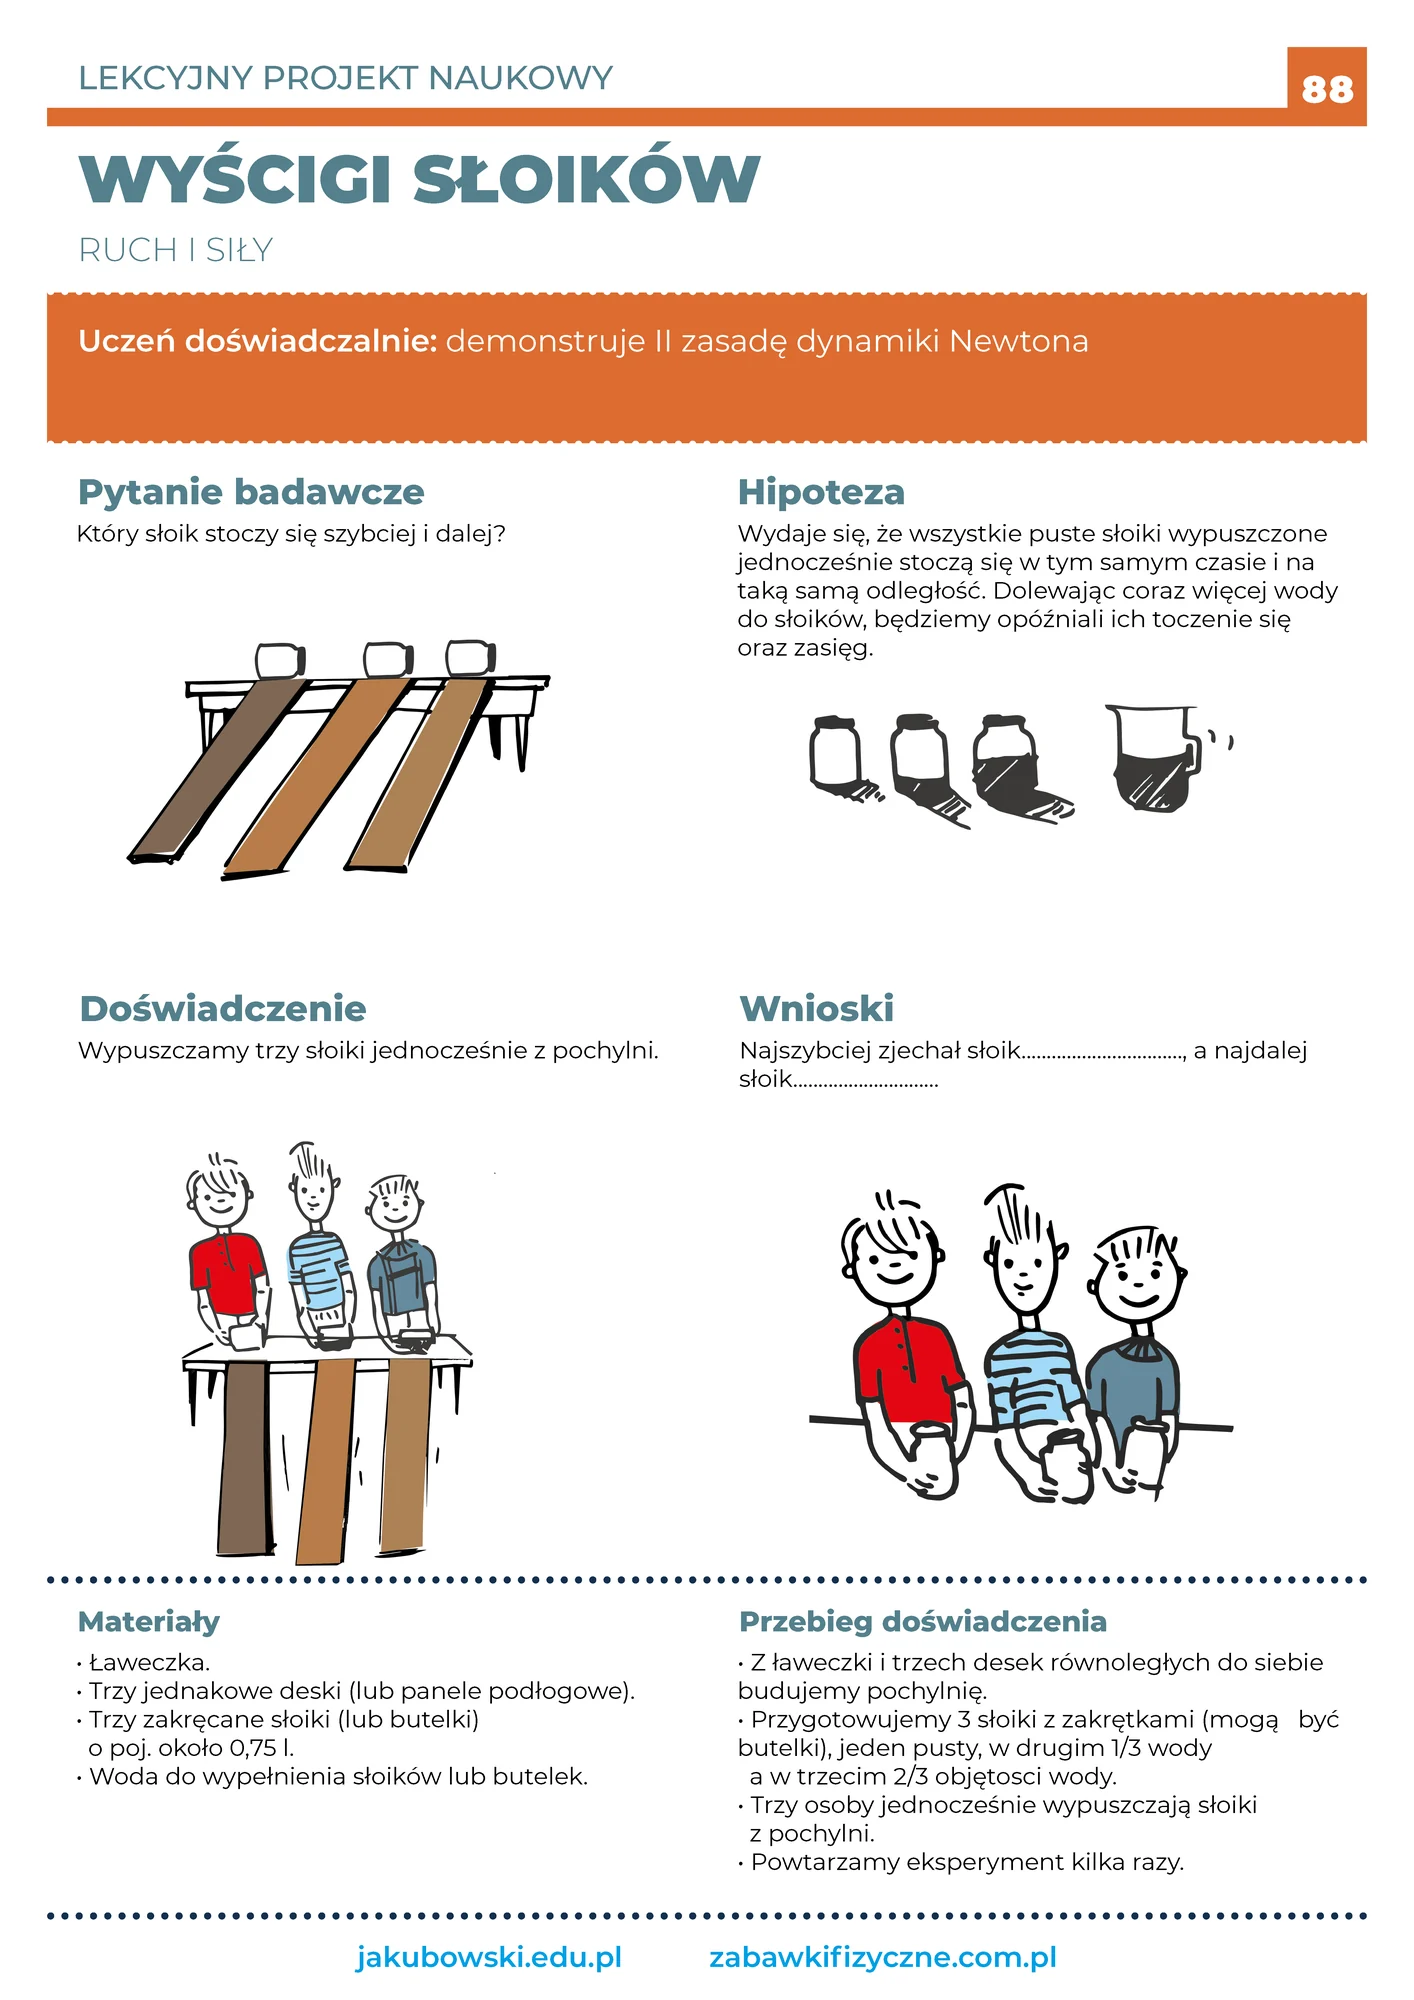 LEKCYJNY PROJEKT NAUKOWY
88
WYŚCIGI SŁOIKÓW
RUCH I SIŁY
Uczeń doświadczalnie: demonstruje II zasadę dynamiki Newtona
Pytanie badawcze
Który słoik stoczy się szybciej i dalej?
Hipoteza
Wydaje się, że wszystkie puste słoiki wypuszczone
jednocześnie stoczą się w tym samym czasie i na
taką samą odległość. Dolewając coraz więcej wody
do słoików, będziemy opóźniali ich toczenie się
oraz zasięg.
Doświadczenie
Wypuszczamy trzy słoiki jednocześnie z pochylni.
Wnioski
Najszybciej zjechał słoik................................, a najdalej
słoik.............................
Materiały
• Ławeczka.
• Trzy jednakowe deski (lub panele podłogowe).
• Trzy zakręcane słoiki (lub butelki)
o poj. około 0,75 l.
• Woda do wypełnienia słoików lub butelek.
Przebieg doświadczenia
• Z ławeczki i trzech desek równoległych do siebie
budujemy pochylnię.
• Przygotowujemy 3 słoiki z zakrętkami (mogą być
butelki), jeden pusty, w drugim 1/3 wody
a w trzecim 2/3 objętosci wody.
• Trzy osoby jednocześnie wypuszczają słoiki
z pochylni.
• Powtarzamy eksperyment kilka razy.
jakubowski.edu.pl zabawkifizyczne.com.pl